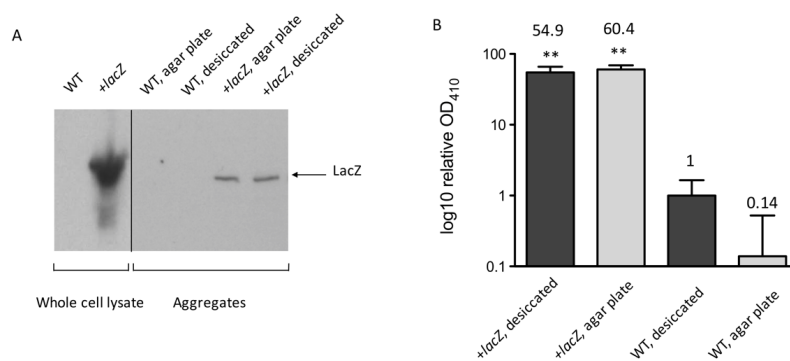 A
WT
+lacZ
WT, agar plate
WT, desiccated
+lacZ, agar plate
+lacZ, desiccated
LacZ
Whole cell lysate
Aggregates
B
54.9
60.4
**
**
100
10
1
0.1
log10 relative OD410
1
0.14
+lacZ, desiccated
+lacZ, agar plate
WT, desiccated
WT, agar plate